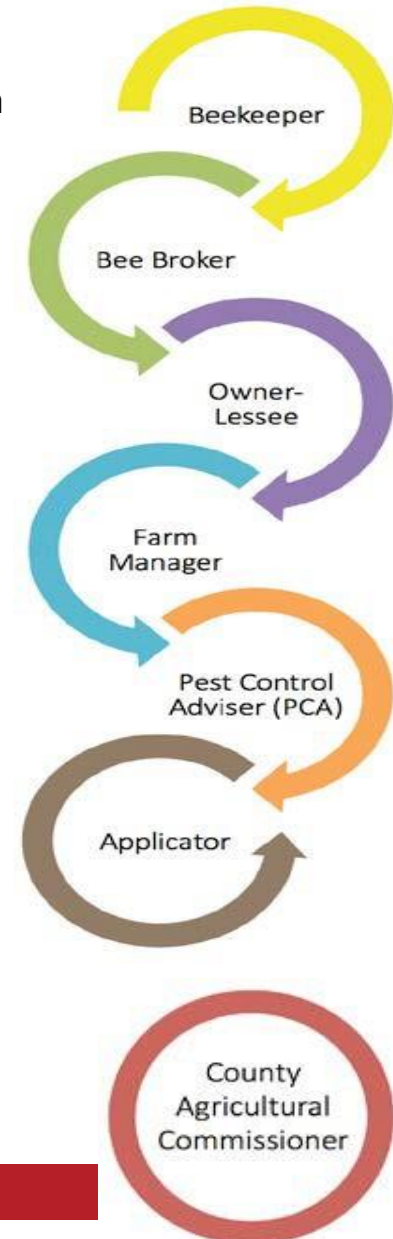 Beekeeper
Bee Broker
Owner-
Lessee
Farm
Manager
Pest Control
Adviser (PCA)
Applicator
County
Agricultural
Commissioner